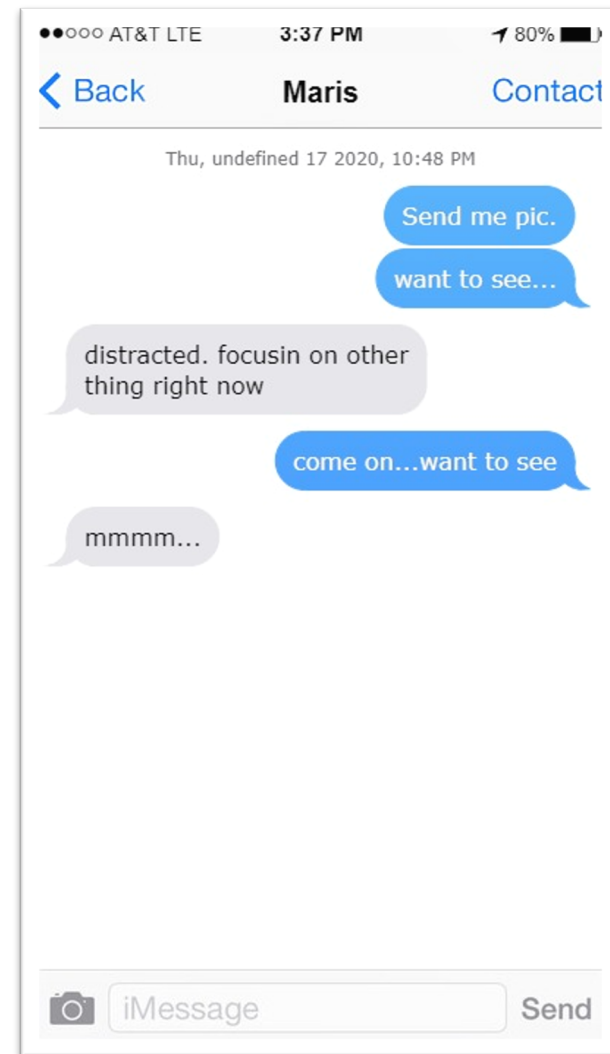 AT&T LTE 3:37 PM 80%
Back Maris Contact
Thu, undefined 17 2020, 10:48 PM
Send me pic.
want to see...
distracted. focusin on other
thing right now
come on...want to see
mmmm...
iMessage Send